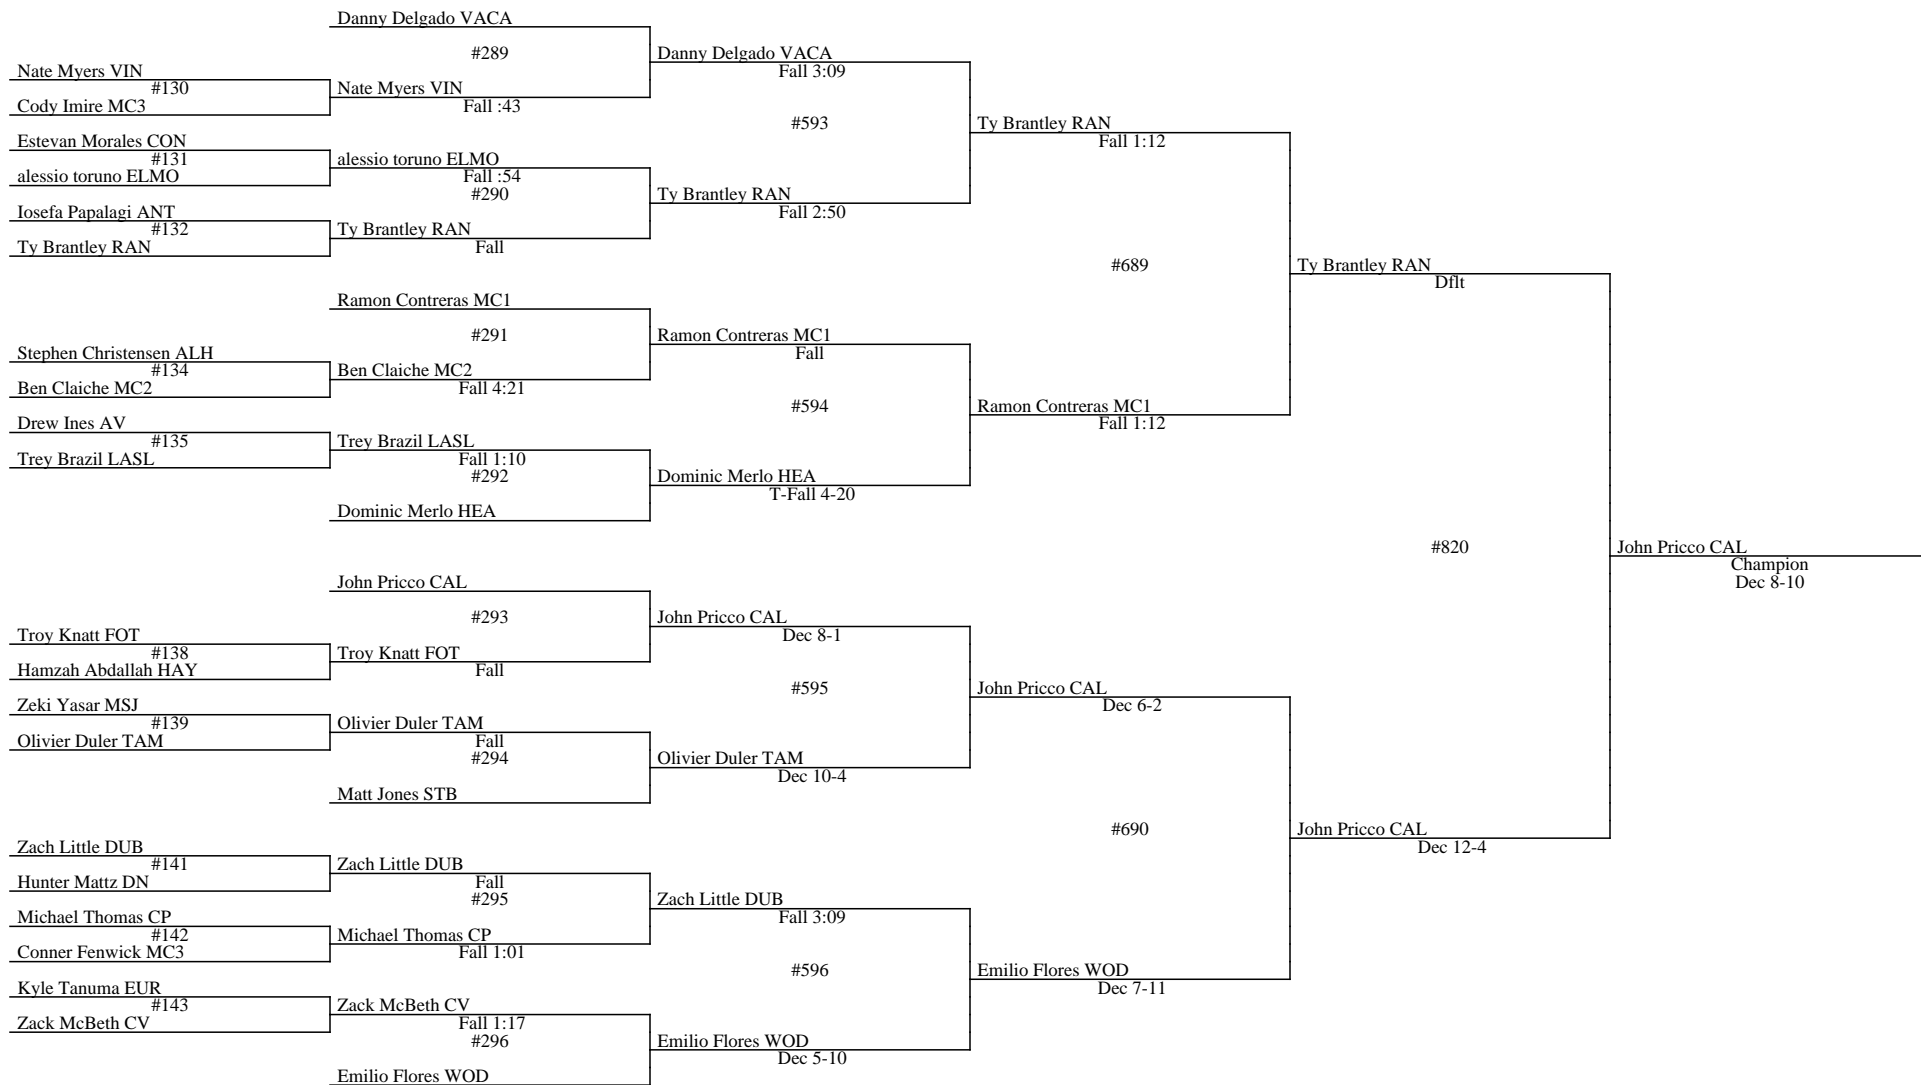 Danny Delgado VACA
#289
Danny Delgado VACA
Fall 3:09
Nate Myers VIN
#130
Nate Myers VIN
Fall :43
Cody Imire MC3
#593
Ty Brantley RAN
Fall 1:12
Estevan Morales CON
#131
alessio toruno ELMO
Fall :54
alessio toruno ELMO
#290
Ty Brantley RAN
Fall 2:50
Iosefa Papalagi ANT
#132
Ty Brantley RAN
Fall
Ty Brantley RAN
#689
Ty Brantley RAN
Dflt
Ramon Contreras MC1
#291
Ramon Contreras MC1
Fall
Stephen Christensen ALH
#134
Ben Claiche MC2
Fall 4:21
Ben Claiche MC2
#594
Ramon Contreras MC1
Fall 1:12
Drew Ines AV
#135
Trey Brazil LASL
Fall 1:10
Trey Brazil LASL
#292
Dominic Merlo HEA
T-Fall 4-20
Dominic Merlo HEA
#820
John Pricco CAL
Champion
Dec 8-10
John Pricco CAL
#293
John Pricco CAL
Dec 8-1
Troy Knatt FOT
#138
Troy Knatt FOT
Fall
Hamzah Abdallah HAY
#595
John Pricco CAL
Dec 6-2
Zeki Yasar MSJ
#139
Olivier Duler TAM
Fall
Olivier Duler TAM
#294
Olivier Duler TAM
Dec 10-4
Matt Jones STB
#690
John Pricco CAL
Dec 12-4
Zach Little DUB
#141
Zach Little DUB
Fall
Hunter Mattz DN
#295
Zach Little DUB
Fall 3:09
Michael Thomas CP
#142
Michael Thomas CP
Fall 1:01
Conner Fenwick MC3
#596
Emilio Flores WOD
Dec 7-11
Kyle Tanuma EUR
#143
Zack McBeth CV
Fall 1:17
Zack McBeth CV
#296
Emilio Flores WOD
Dec 5-10
Emilio Flores WOD